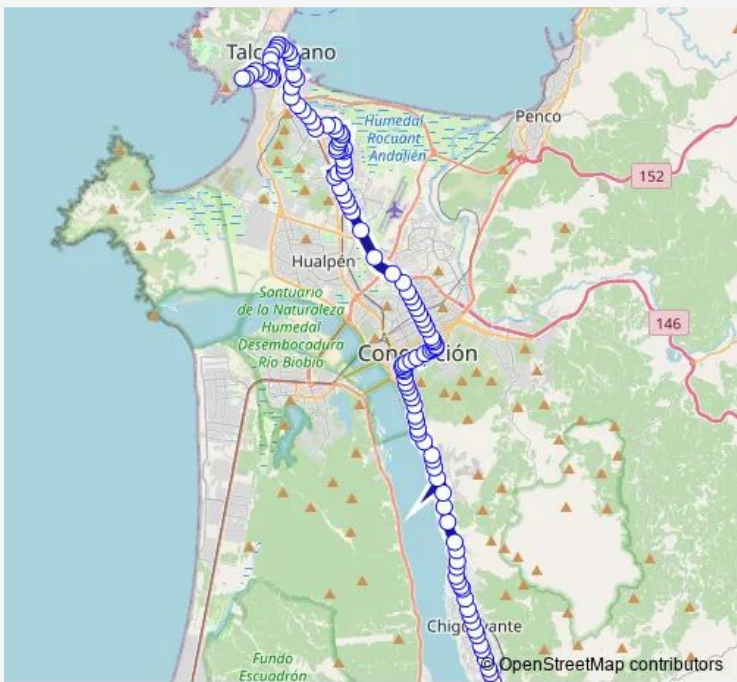 Talcahuano
Penco
Humedal
Rocuant
Andalién
152
Hualpén
Santuario
de la Naturaleza
Humedal
Desembocadura
Río Biobío
146
Concepción
Chiguayante
Fundo
Escuadrón
© OpenStreetMap contributors